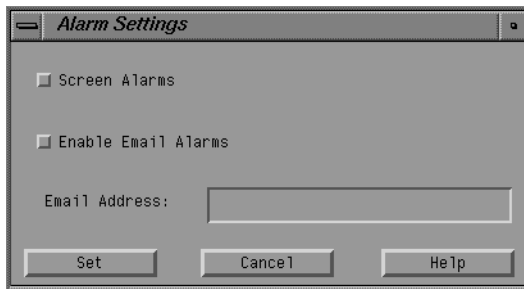 Alarm Settings
Screen Alarms
Enable Email Alarms
Email Address:
Set Cancel Help